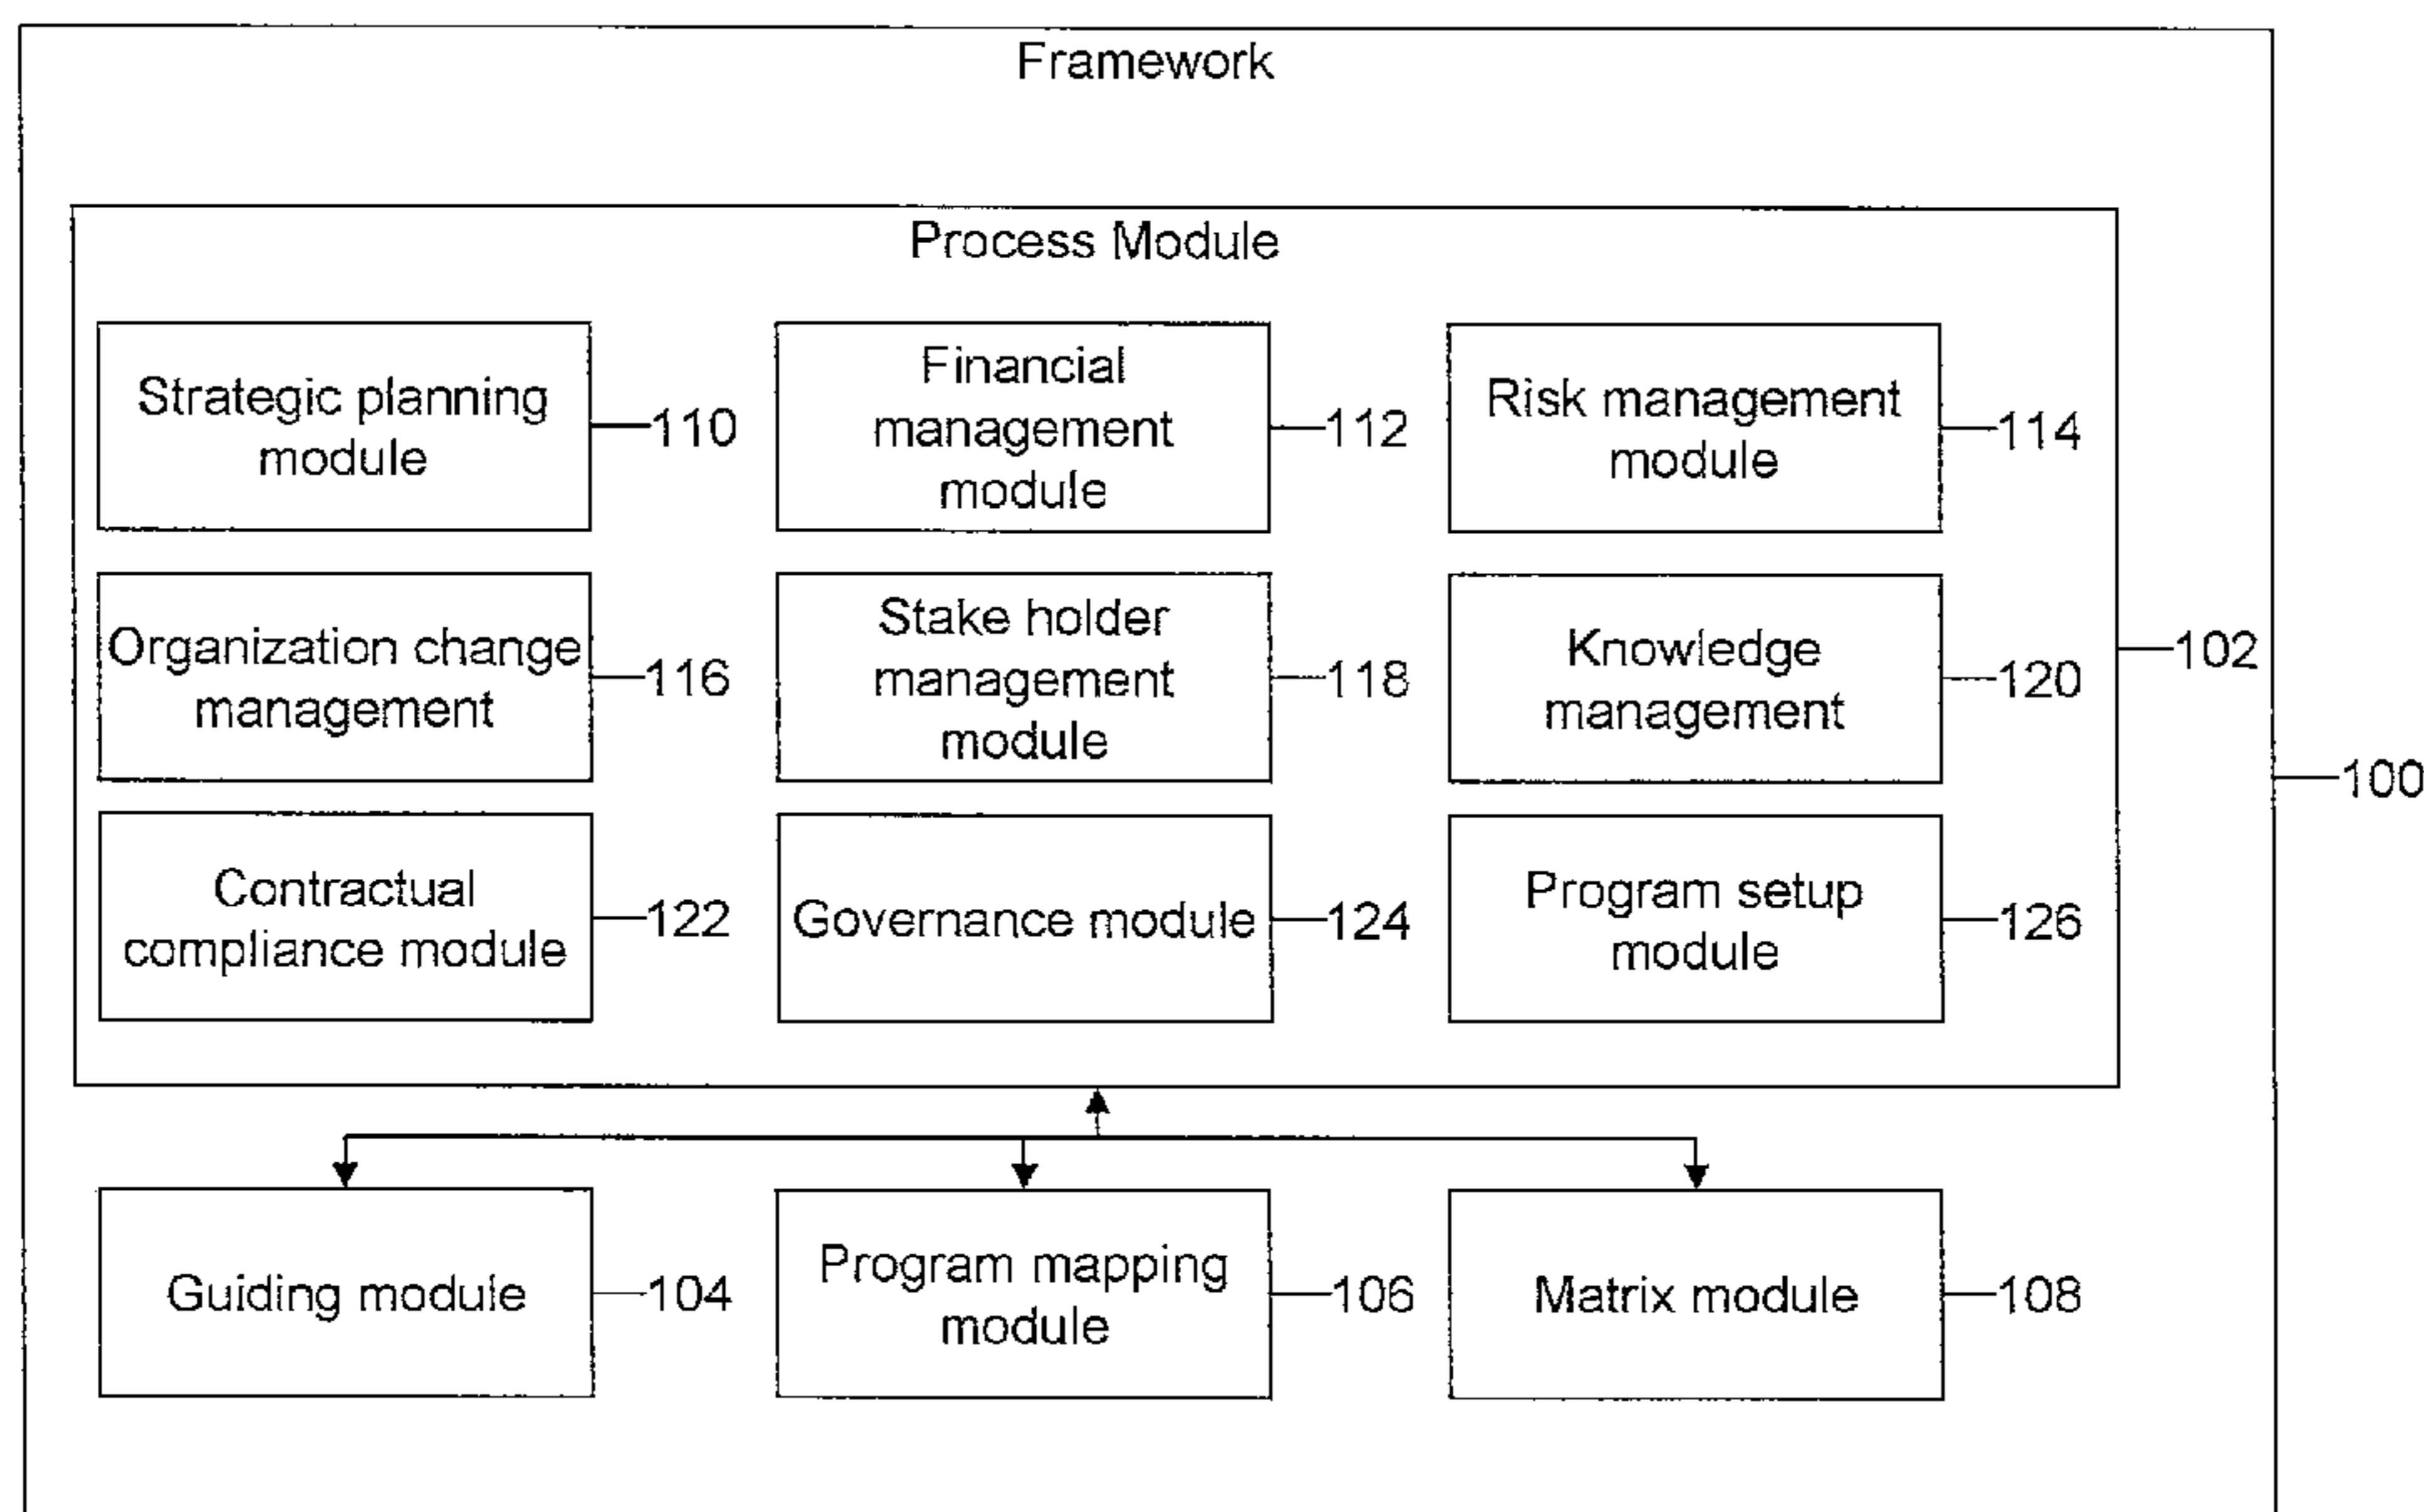 Framework
Process Module
Strategic planning
module
110
Financial
management
module
112
Risk management
module
114
Organization change
management
116
Stake holder
management
module
118
Knowledge
management
120
102
100
Contractual
compliance module
122
Governance module
124
Program setup
module
126
Guiding module
104
Program mapping
module
106
Matrix module
108